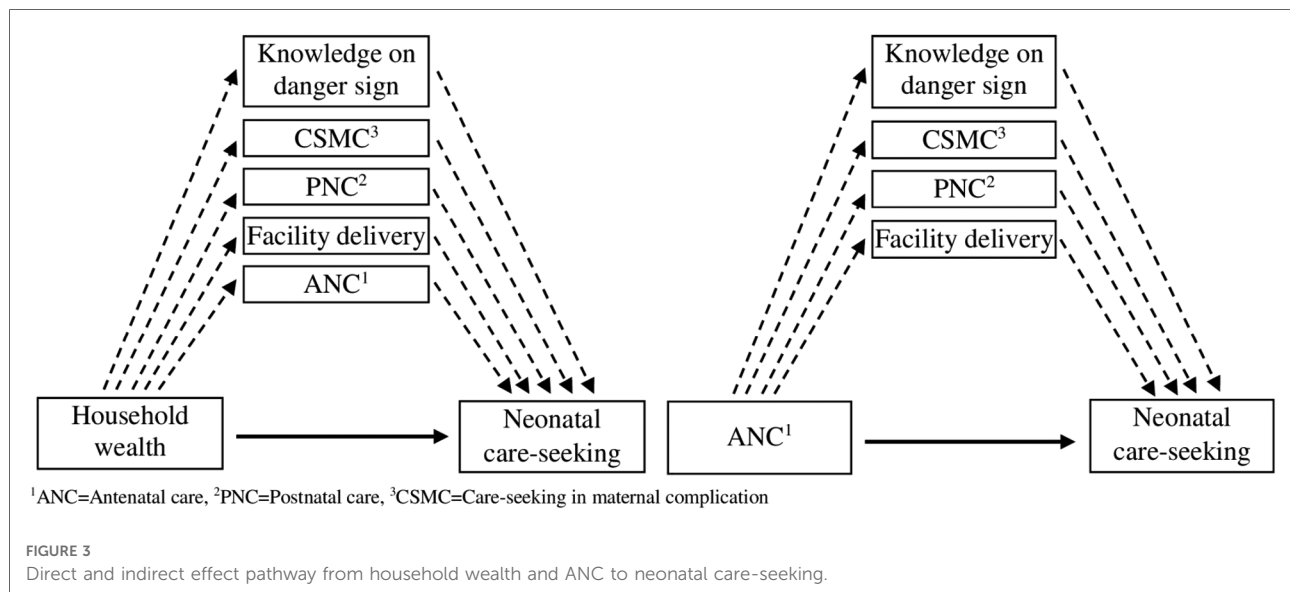 Knowledge on
danger sign
CSMC³
PNC²
Facility delivery
ANC¹
Household
wealth
Neonatal
care-seeking
Knowledge on
danger sign
CSMC³
PNC²
Facility delivery
ANC¹
Neonatal
care-seeking
¹ANC=Antenatal care, ²PNC=Postnatal care, ³CSMC=Care-seeking in maternal complication
FIGURE 3
Direct and indirect effect pathway from household wealth and ANC to neonatal care-seeking.